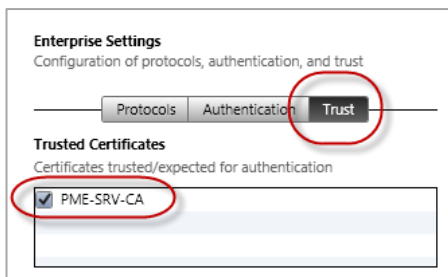 Enterprise Settings
Configuration of protocols, authentication, and trust
Protocols Authentication Trust
Trusted Certificates
Certificates trusted/expected for authentication
PME-SRV-CA